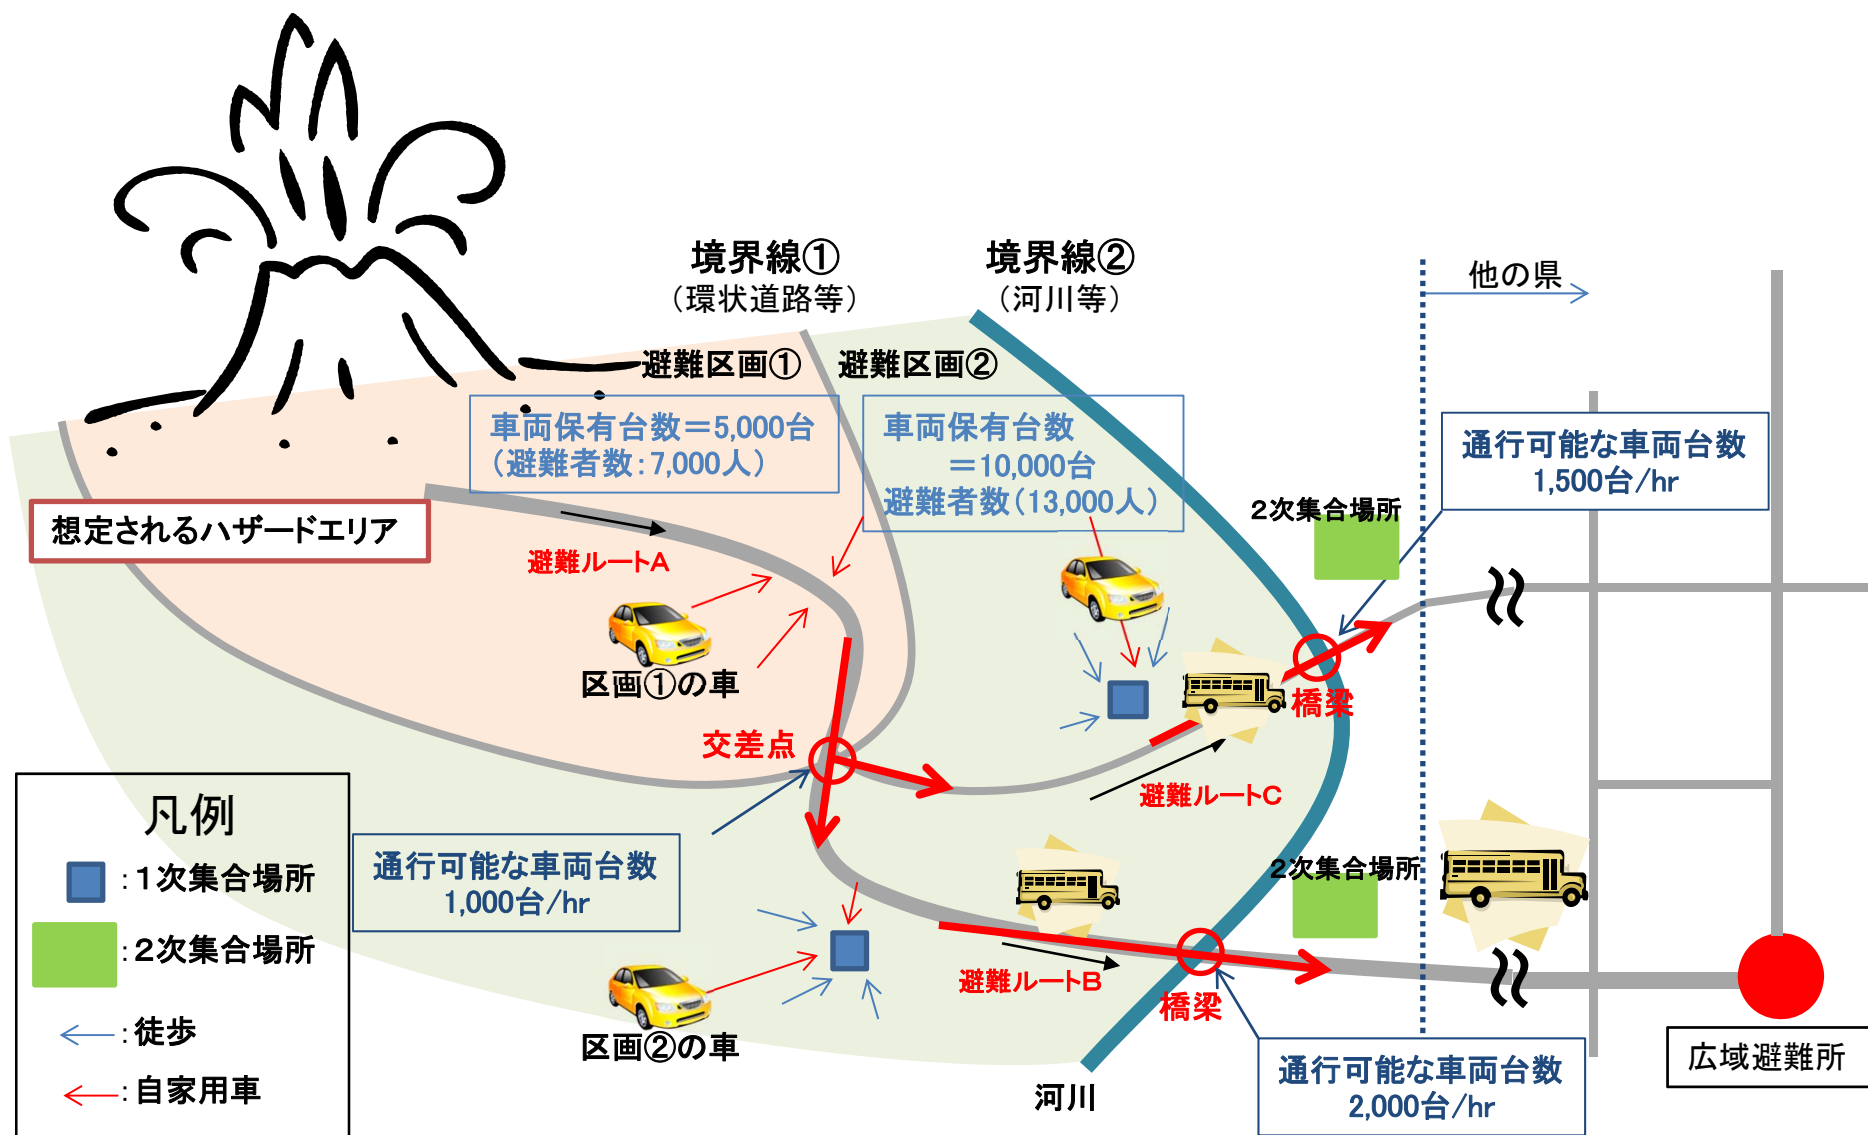 境界線①
（環状道路等）
境界線②
（河川等）
他の県
避難区画①
避難区画②
車両保有台数＝5,000台
（避難者数：7,000人）
車両保有台数
＝10,000台
避難者数（13,000人）
通行可能な車両台数
1,500台/hr
2次集合場所
想定されるハザードエリア
避難ルートA
区画①の車
橋梁
交差点
避難ルートC
凡例
：1次集合場所
：2次集合場所
：徒歩
：自家用車
通行可能な車両台数
1,000台/hr
2次集合場所
避難ルートB
橋梁
区画②の車
河川
通行可能な車両台数
2,000台/hr
広域避難所